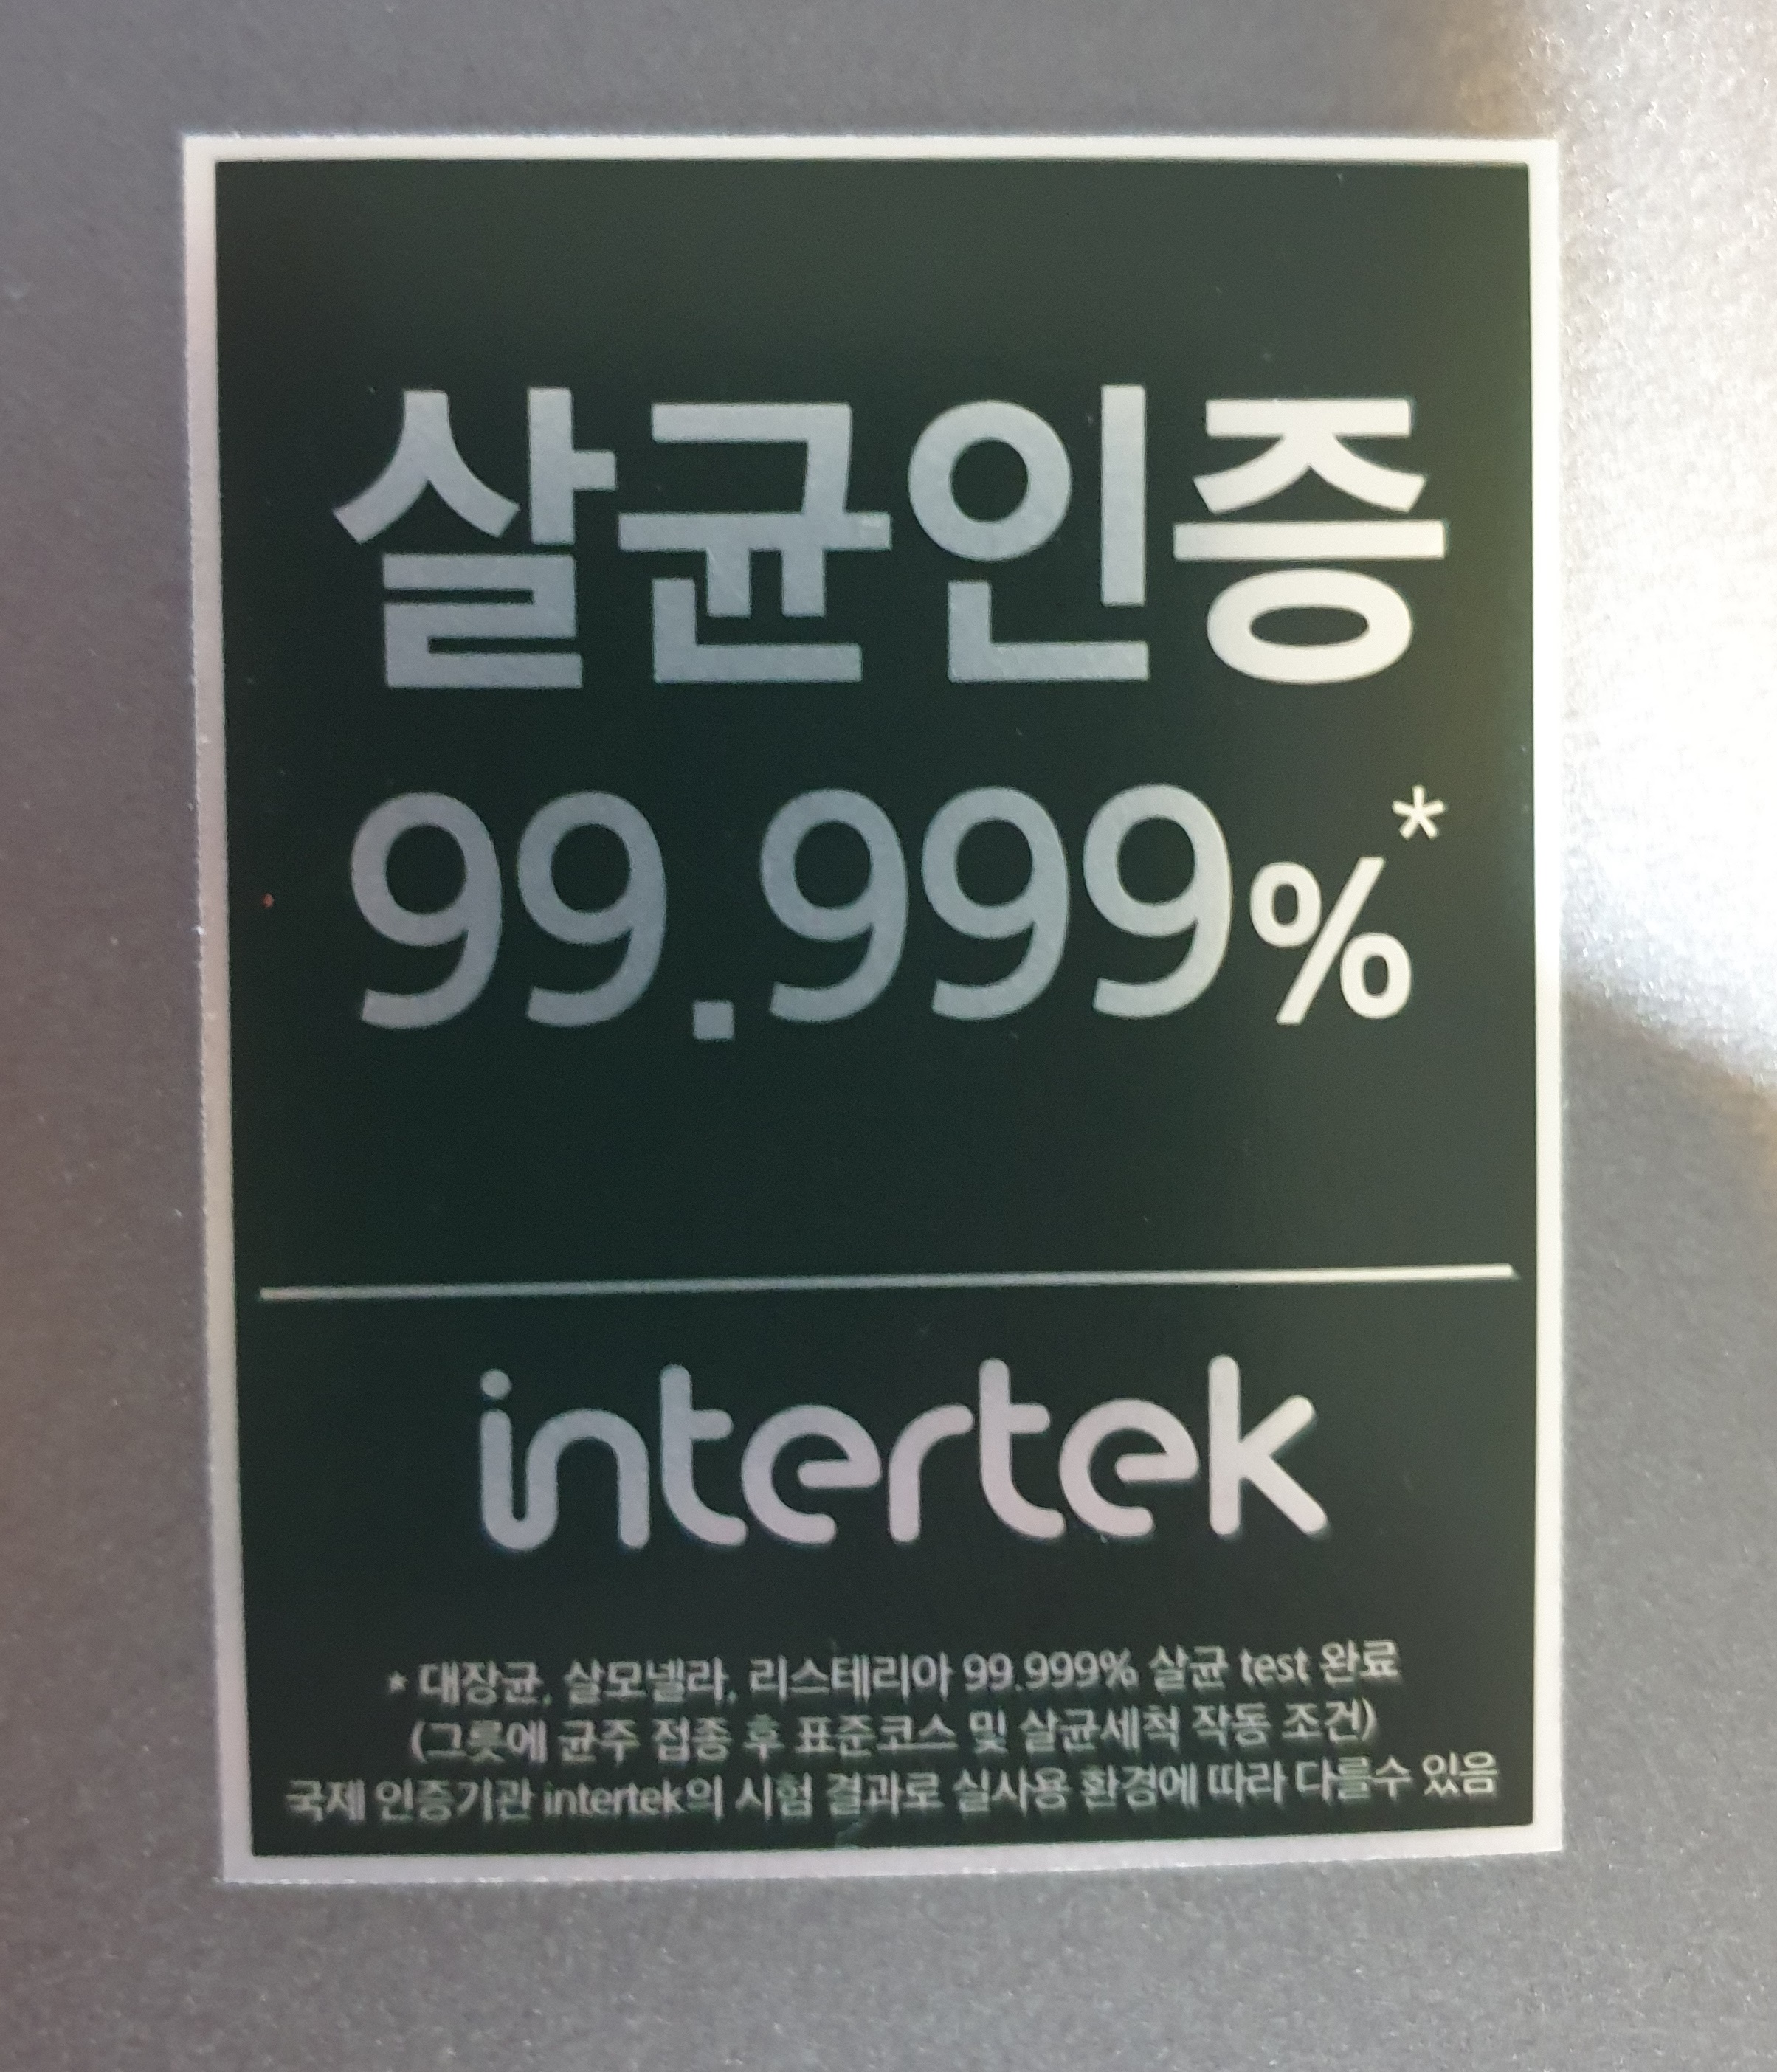 살균인증
99.999%*
intertek
* 대장균, 살모넬라, 리스테리아 99.999% 살균 test 완료
(그릇에 균주 접종 후 표준코스 및 살균세척 작동 조건)
국제 인증기관 intertek의 시험 결과로 실사용 환경에 따라 다를수 있음